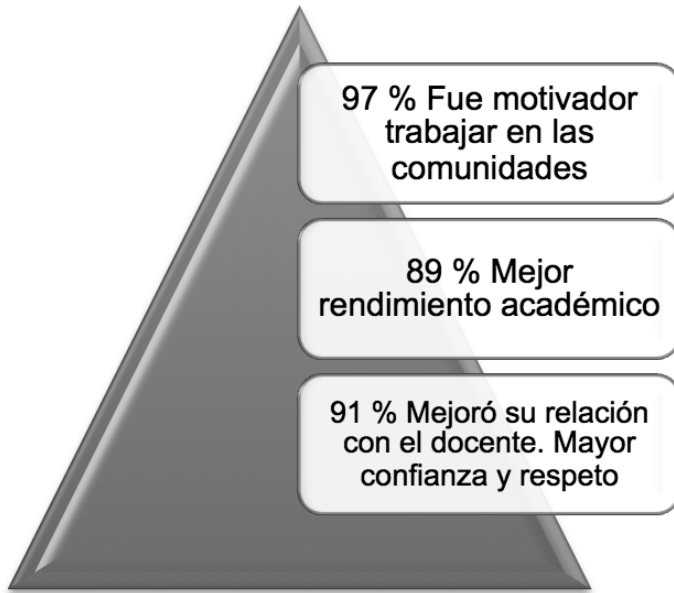 97 % Fue motivador
trabajar en las
comunidades
89 % Mejor
rendimiento académico
91 % Mejoró su relación
con el docente. Mayor
confianza y respeto